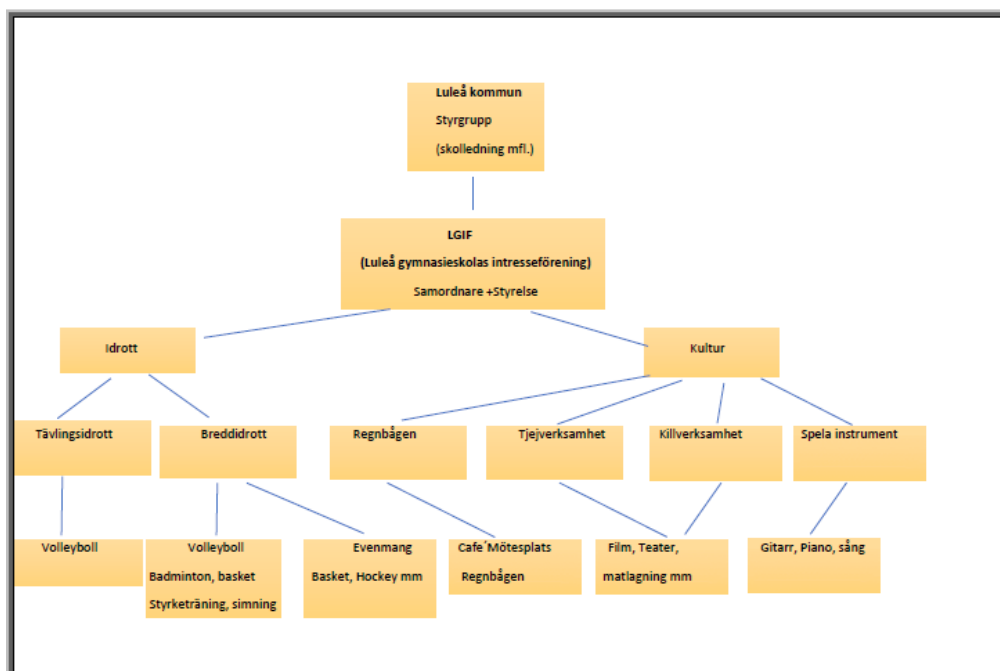 Luleå kommun
Styrgrupp
(skolledning mfl.)
LGIF
(Luleå gymnasieskolas intresseförening)
Samordnare +Styrelse
Idrott
Kultur
Tävlingsidrott
Breddidrott
Regnbågen
Tjejverksamhet
Killverksamhet
Spela instrument
Volleyboll
Volleyboll
Badminton, basket
Styrketräning, simning
Evenmang
Basket, Hockey mm
Cafe´Mötesplats
Regnbågen
Film, Teater,
matlagning mm
Gitarr, Piano, sång